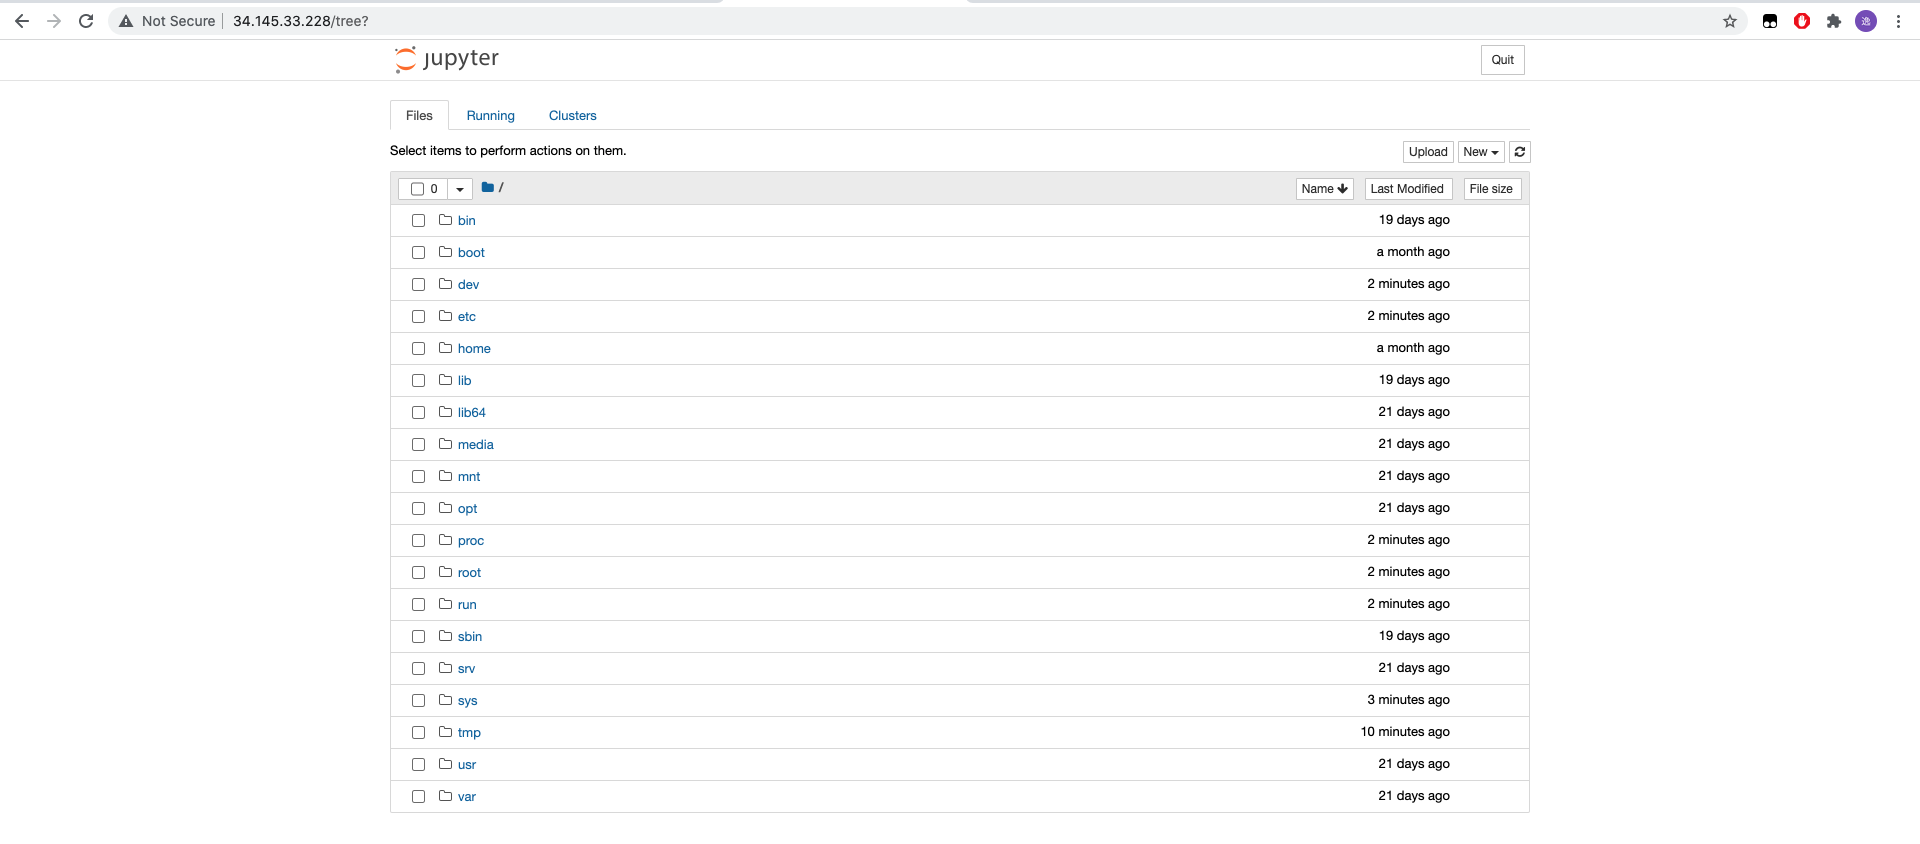 Not Secure 34.145.33.228/tree?
逸
jupyter Quit
Files Running Clusters
Select items to perform actions on them. Upload New
0 / Name Last Modified File size
bin 19 days ago
boot a month ago
dev 2 minutes ago
etc 2 minutes ago
home a month ago
lib 19 days ago
lib64 21 days ago
media 21 days ago
mnt 21 days ago
opt 21 days ago
proc 2 minutes ago
root 2 minutes ago
run 2 minutes ago
sbin 19 days ago
srv 21 days ago
sys 3 minutes ago
tmp 10 minutes ago
usr 21 days ago
var 21 days ago